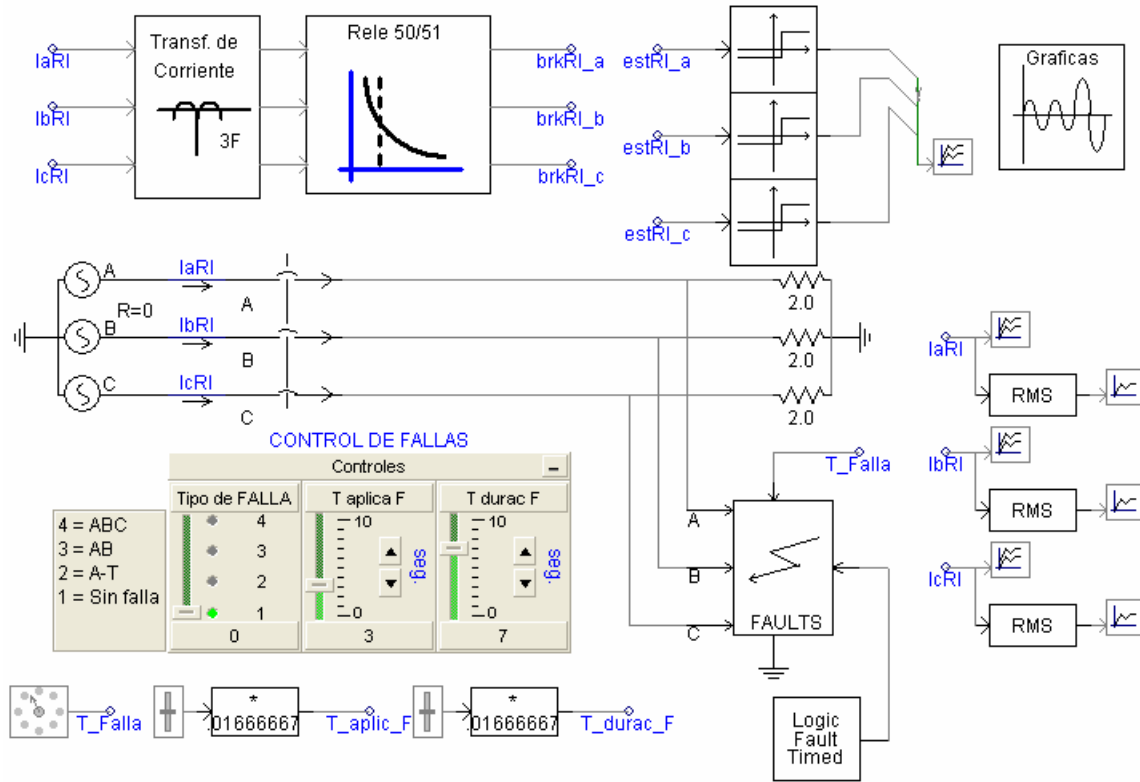 IaRI
IbRI
IcRI
Transf. de
Corriente
3F
Rele 50/51
brkRI_a
brkRI_b
brkRI_c
estRI_a
estRI_b
estRI_c
Graficas
A
R=0
B
C
IaRI
IbRI
IcRI
A
B
C
2.0
2.0
2.0
CONTROL DE FALLAS
Controles
Tipo de FALLA
T aplica F
T durac F
4 = ABC
3 = AB
2 = A-T
1 = Sin falla
4
3
2
1
0
10
0
seg.
3
10
0
seg.
7
T_Falla
A
B
C
FAULTS
IaRI
RMS
IbRI
RMS
IcRI
RMS
T_Falla
*
.01666667
T_aplic_F
*
.01666667
T_durac_F
Logic
Fault
Timed